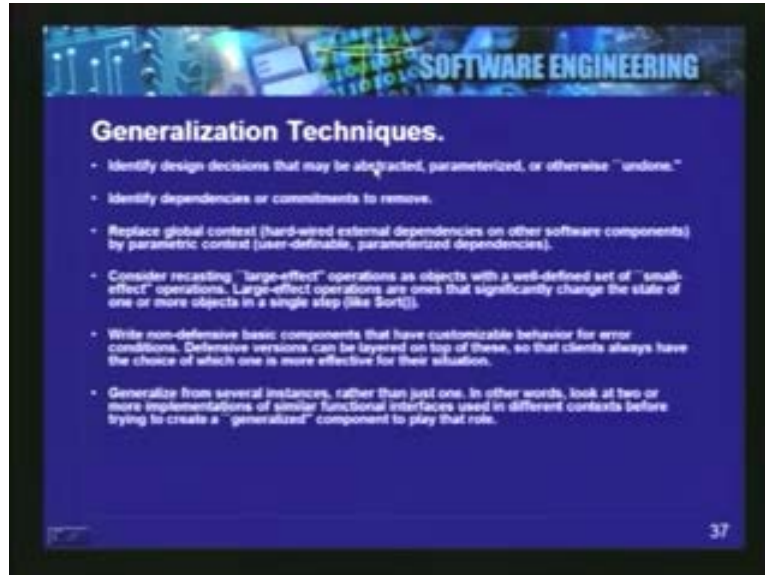 SOFTWARE ENGINEERING
Generalization Techniques.
• Identify design decisions that may be abstracted, parameterized, or otherwise ``undone."
• Identify dependencies or commitments to remove.
• Replace global context (hard-wired external dependencies on other software components)
by parametric context (user-definable, parameterized dependencies).
• Consider recasting ``large-effect" operations as objects with a well-defined set of ``small-
effect" operations. Large-effect operations are ones that significantly change the state of
one or more objects in a single step (like Sort()).
• Write non-defensive basic components that have customizable behavior for error
conditions. Defensive versions can be layered on top of these, so that clients always have
the choice of which one is more effective for their situation.
• Generalize from several instances, rather than just one. In other words, look at two or
more implementations of similar functional interfaces used in different contexts before
trying to create a ``generalized" component to play that role.
37